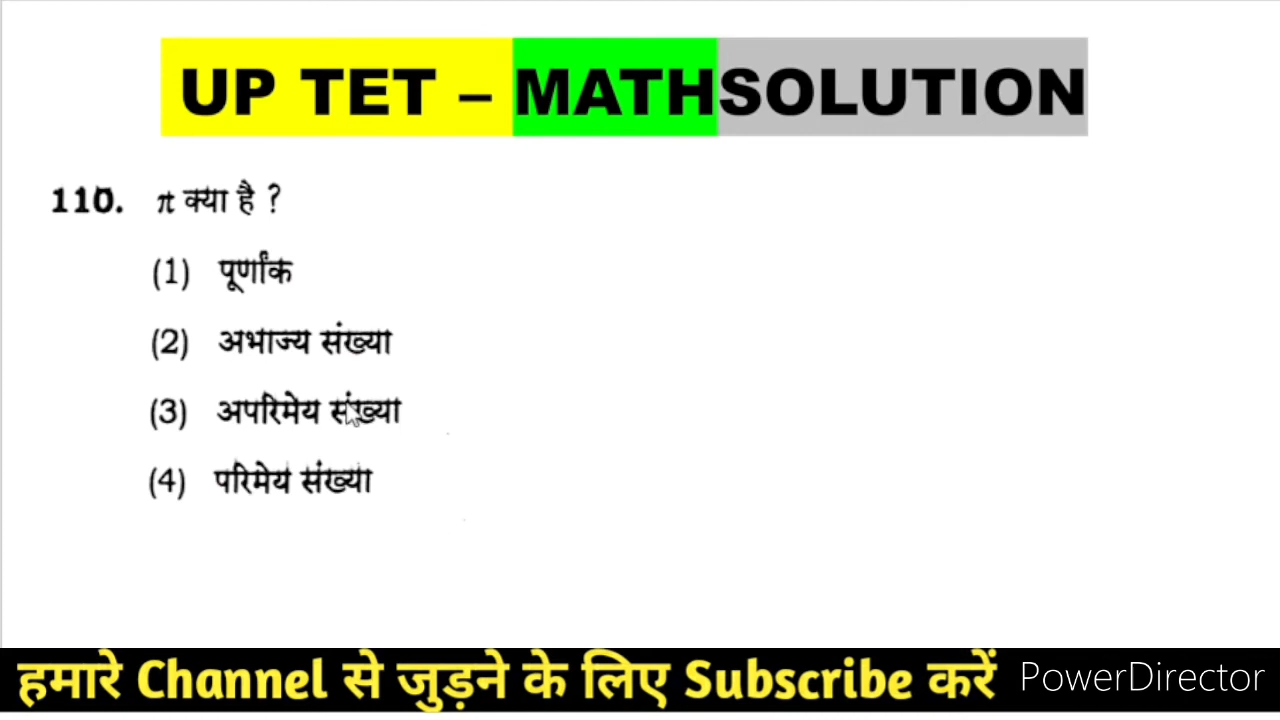 UP TET – MATHSOLUTION
110. π क्या है ?
(1) पूर्णांक
(2) अभाज्य संख्या
(3) अपरिमेय संख्या
(4) परिमेय संख्या
हमारे Channel से जुड़ने के लिए Subscribe करें PowerDirector